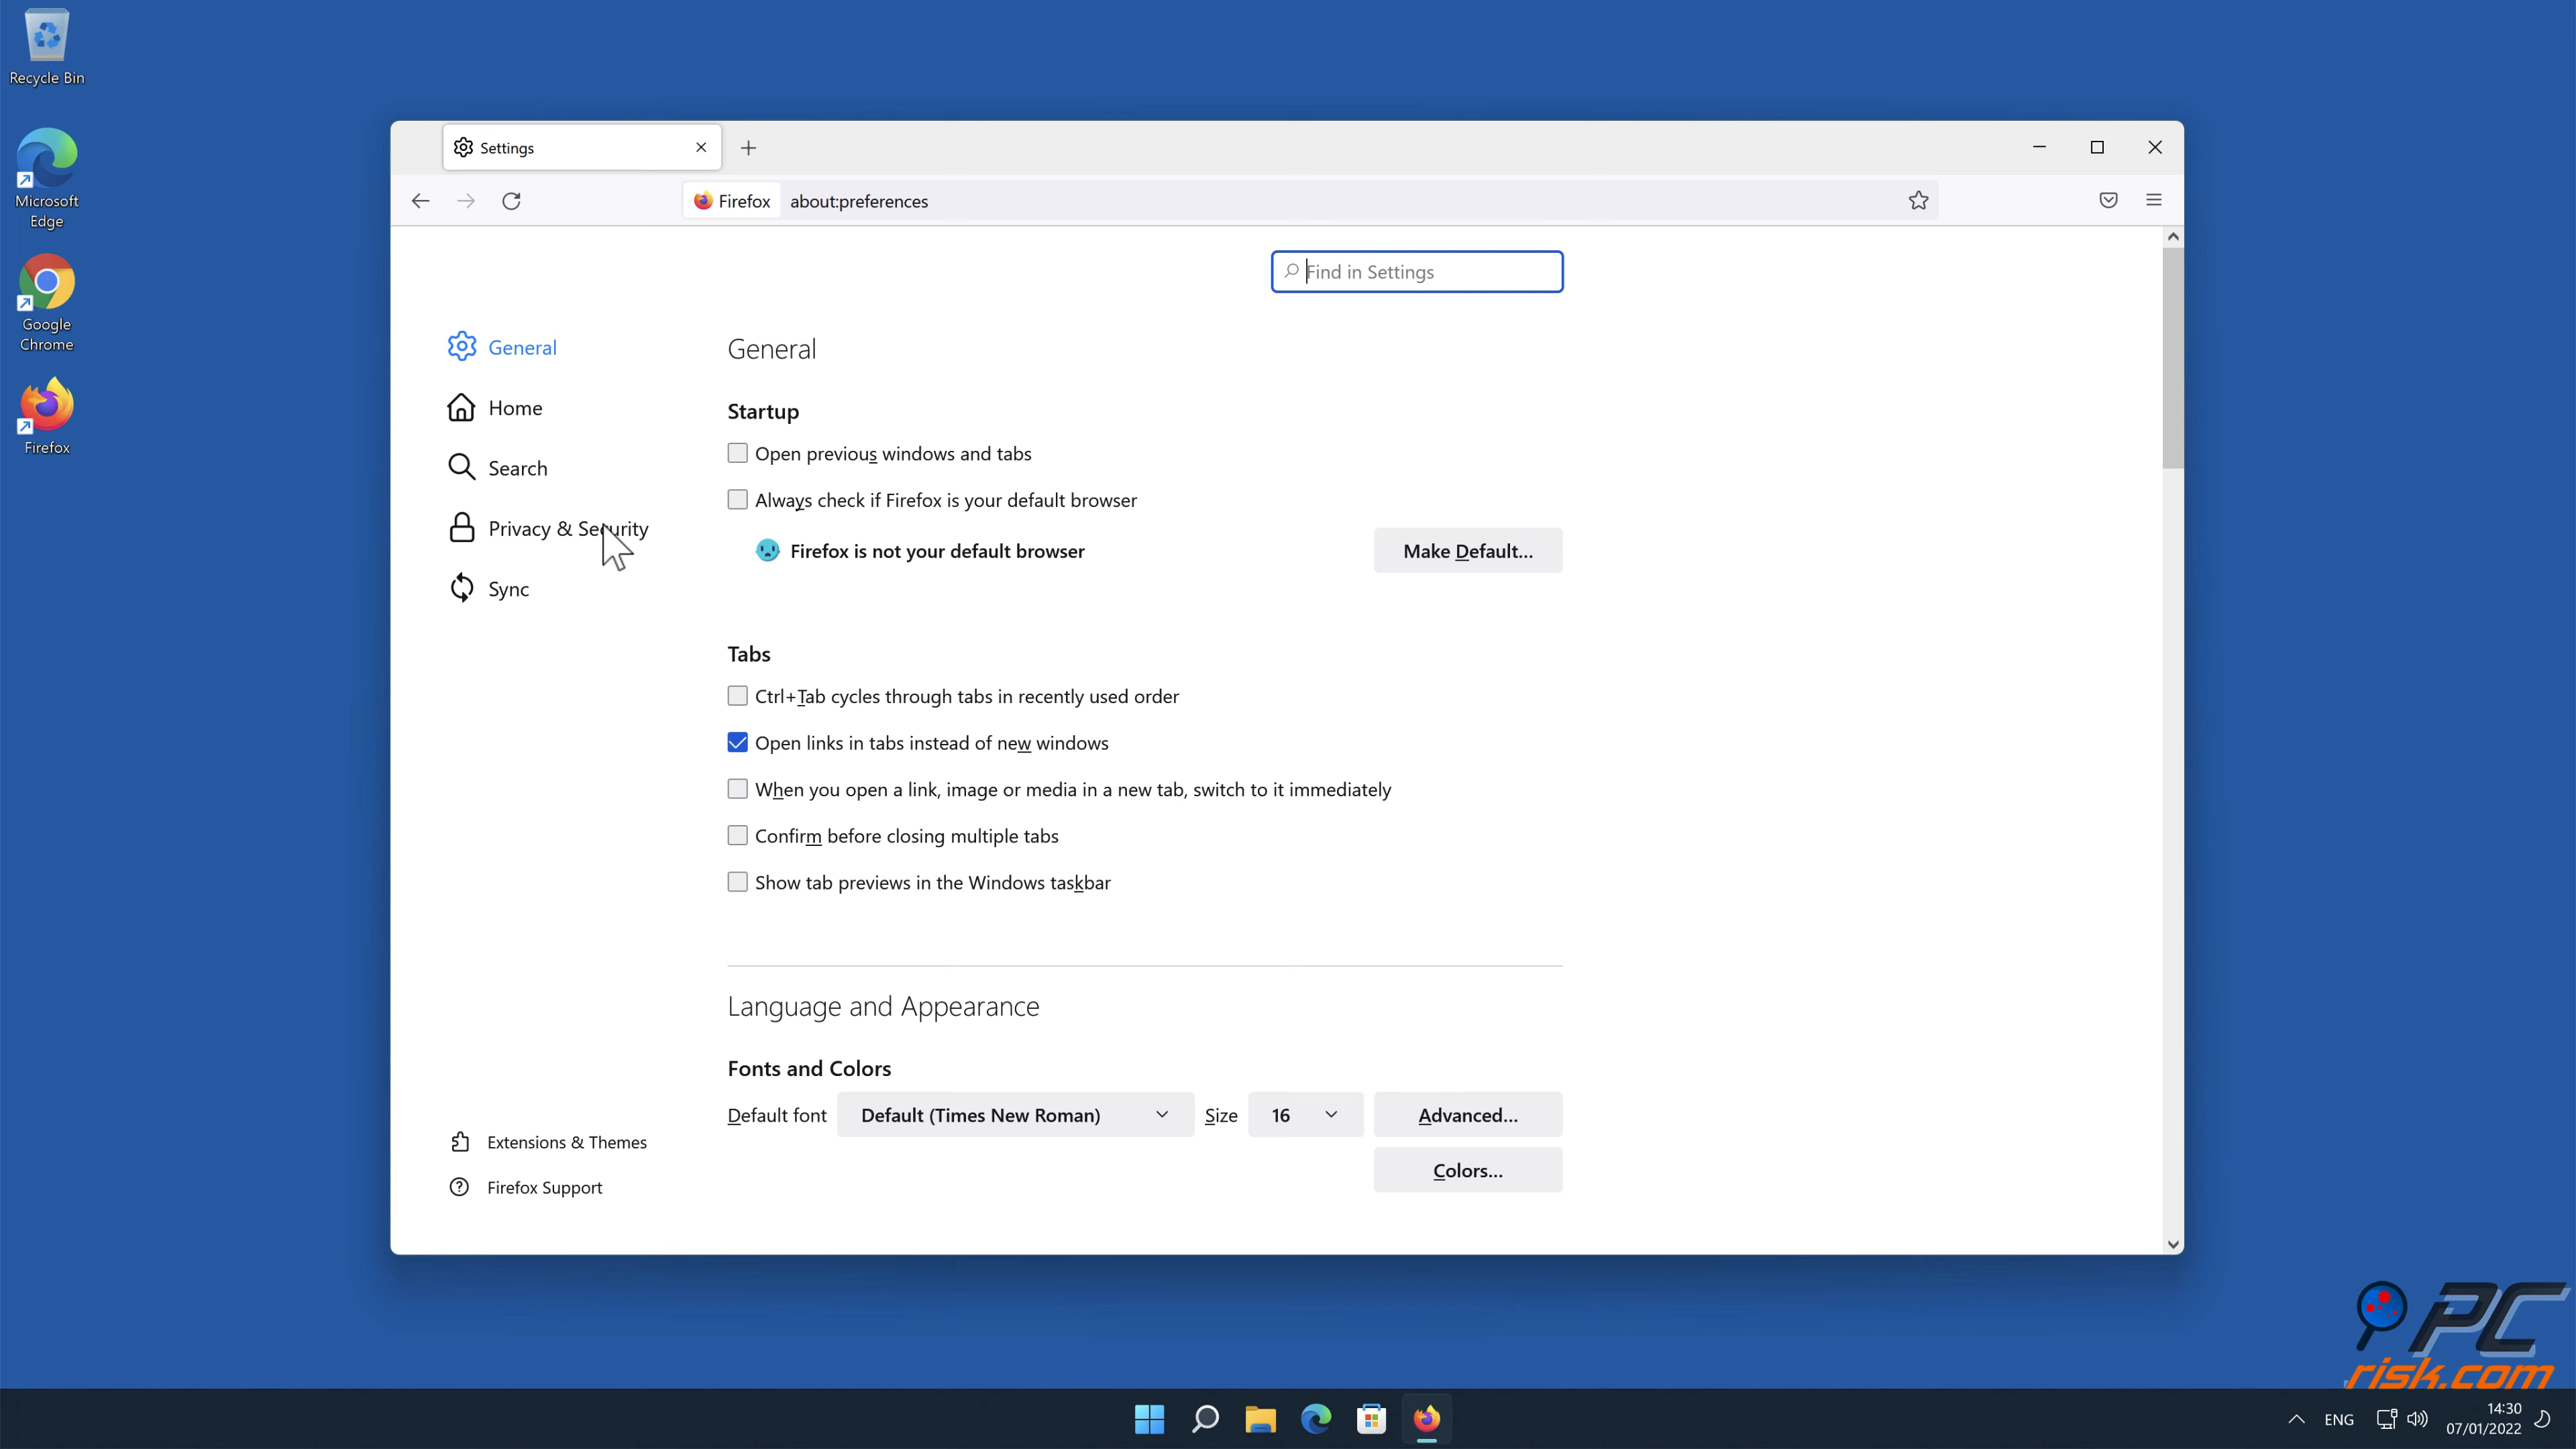 Recycle Bin
Microsoft
Edge
Google
Chrome
Firefox
Settings
Firefox
about:preferences
Find in Settings
General
Home
Search
Privacy & Security
Sync
Extensions & Themes
Firefox Support
General
Startup
Open previous windows and tabs
Always check if Firefox is your default browser
Firefox is not your default browser
Make Default...
Tabs
Ctrl+Tab cycles through tabs in recently used order
Open links in tabs instead of new windows
When you open a link, image or media in a new tab, switch to it immediately
Confirm before closing multiple tabs
Show tab previews in the Windows taskbar
Language and Appearance
Fonts and Colors
Default font Default (Times New Roman) Size 16 Advanced...
Colors...
PC
risk.com
ENG
14:30
07/01/2022